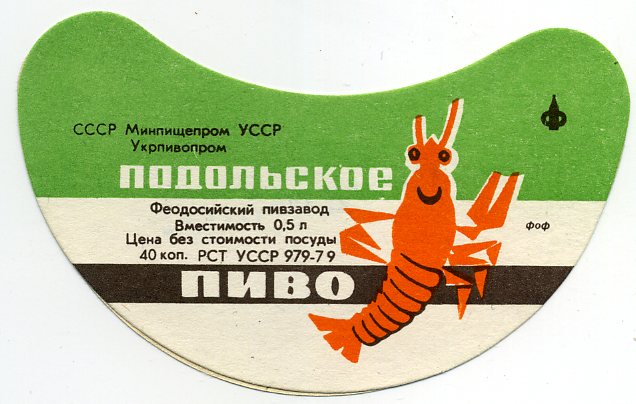 СССР Минпищепром УССР
Укрпивопром
ПОДОЛЬСКОЕ
Феодосийский пивзавод
Вместимость 0,5 л
Цена без стоимости посуды
40 коп. РСТ УССР 979-79
ПИВО
Ф
фоф